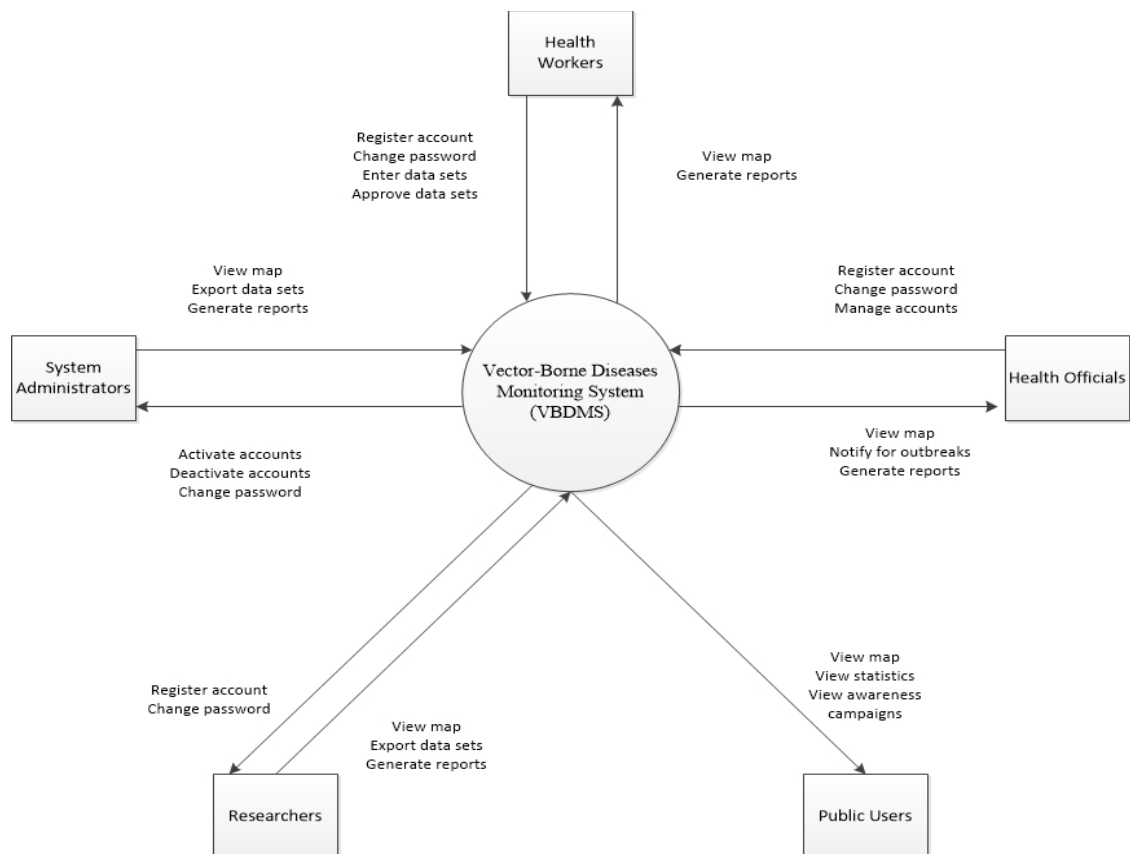 Health
Workers
Register account
Change password
Enter data sets
Approve data sets
View map
Generate reports
View map
Export data sets
Generate reports
Register account
Change password
Manage accounts
System
Administrators
Vector-Borne Diseases
Monitoring System
(VBDMS)
Health Officials
Activate accounts
Deactivate accounts
Change password
View map
Notify for outbreaks
Generate reports
Register account
Change password
View map
Export data sets
Generate reports
View map
View statistics
View awareness
campaigns
Researchers
Public Users